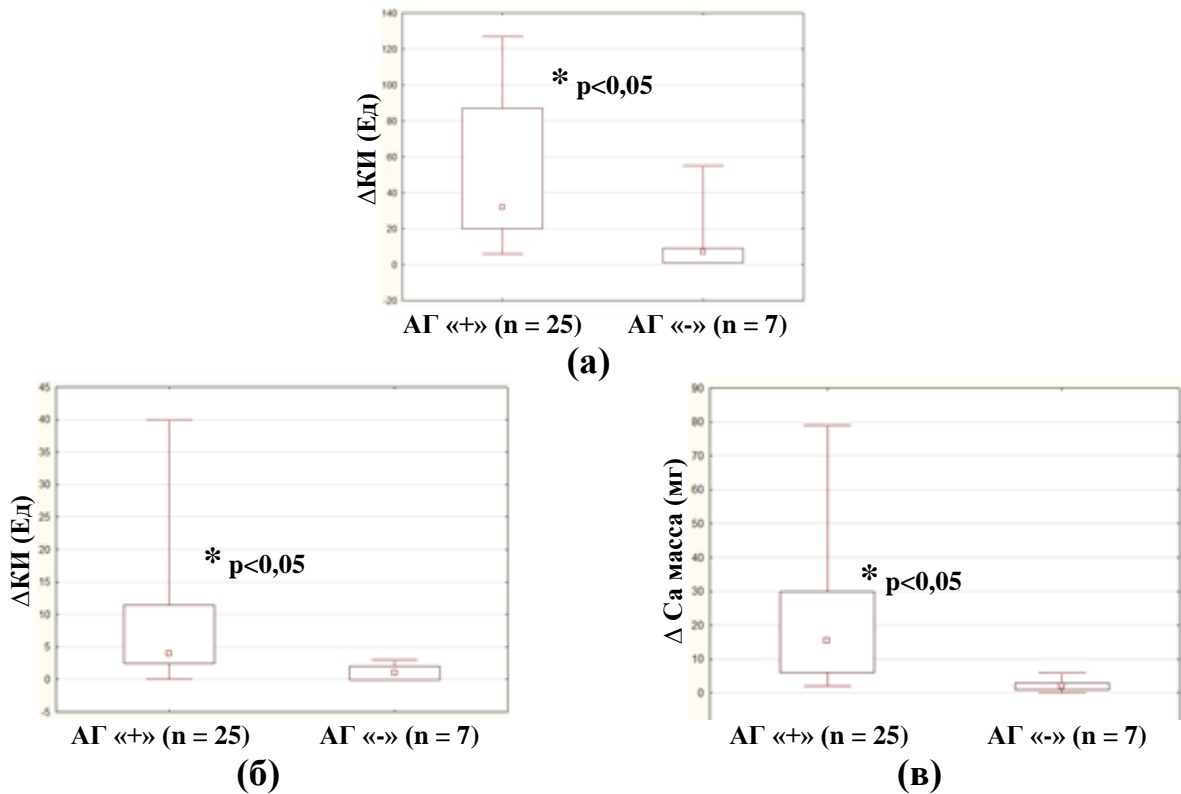 140
120
100
80
60
40
20
0
-20
ΔКИ (Ед)
* p<0,05
АГ «+» (n = 25) АГ «-» (n = 7)
(а)
45
40
35
30
25
20
15
10
5
0
-5
ΔКИ (Ед)
* p<0,05
АГ «+» (n = 25) АГ «-» (n = 7)
(б)
90
80
70
60
50
40
30
20
10
0
Δ Ca масса (мг)
* p<0,05
АГ «+» (n = 25) АГ «-» (n = 7)
(в)